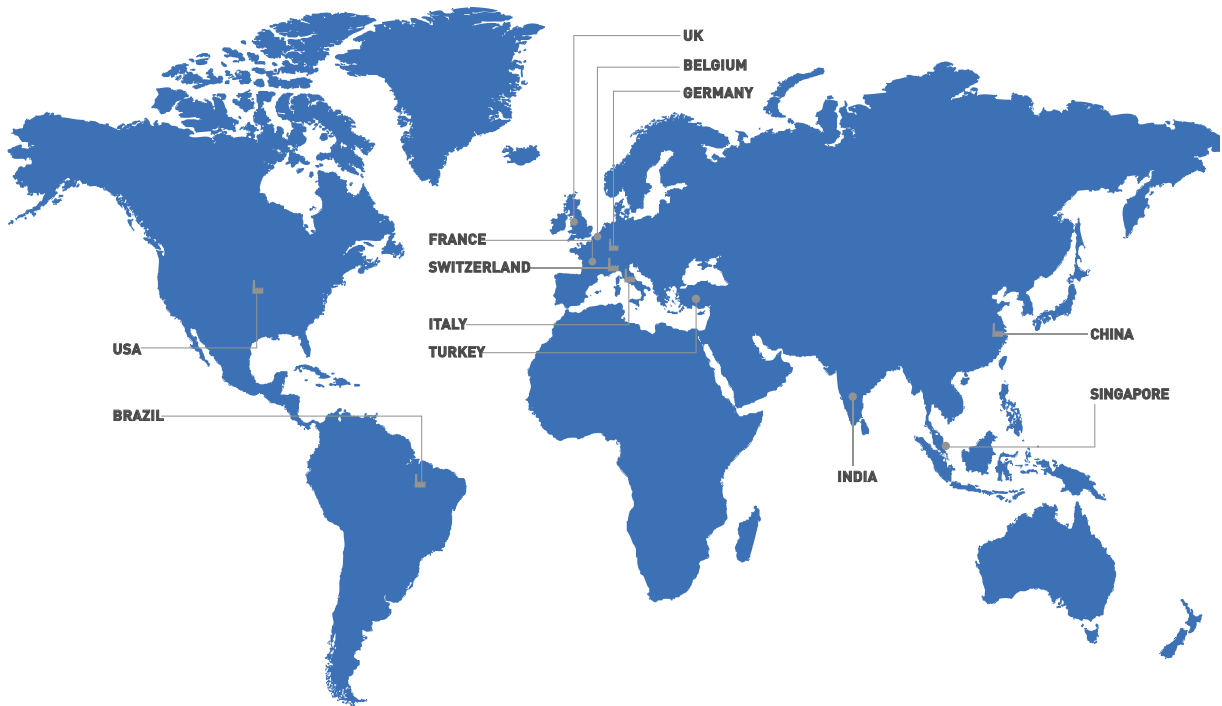 UK
BELGIUM
GERMANY
FRANCE
SWITZERLAND
ITALY
TURKEY
USA
BRAZIL
CHINA
SINGAPORE
INDIA